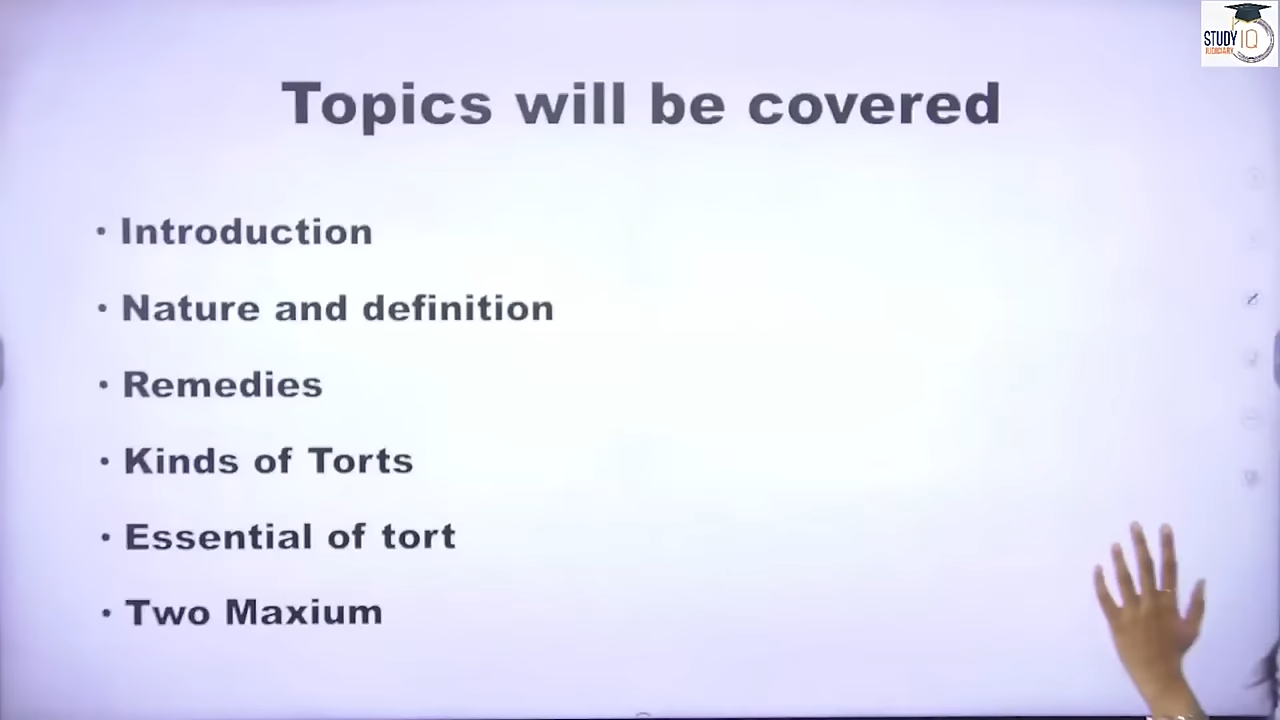 STUDY IQ
JUDICIARY
Topics will be covered
• Introduction
• Nature and definition
• Remedies
• Kinds of Torts
• Essential of tort
• Two Maxium